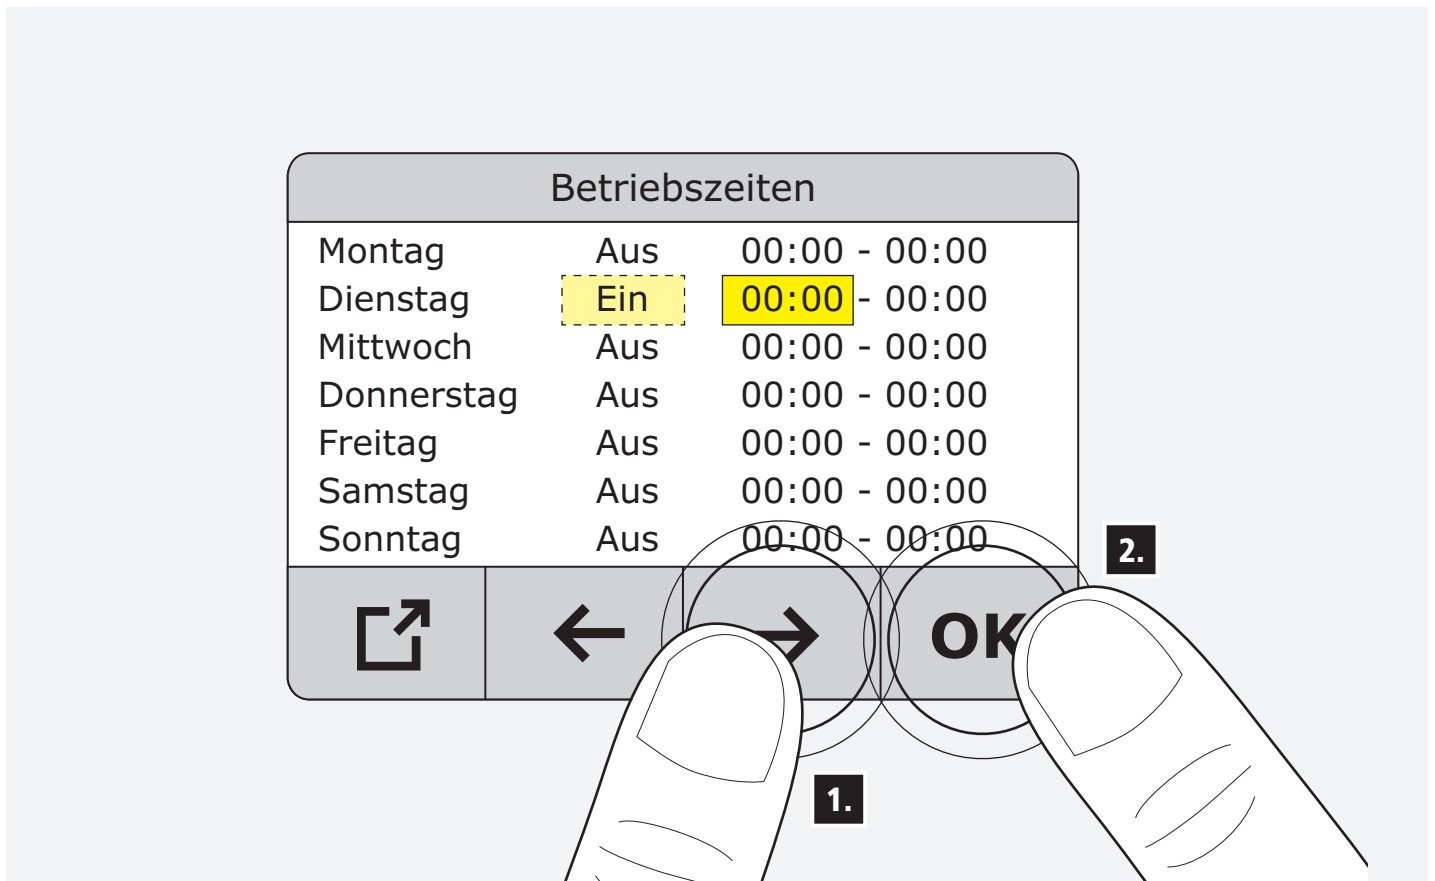 Betriebszeiten
Montag Aus 00:00 - 00:00
Dienstag Ein 00:00 - 00:00
Mittwoch Aus 00:00 - 00:00
Donnerstag Aus 00:00 - 00:00
Freitag Aus 00:00 - 00:00
Samstag Aus 00:00 - 00:00
Sonntag Aus 00:00 - 00:00
2.
OK
1.